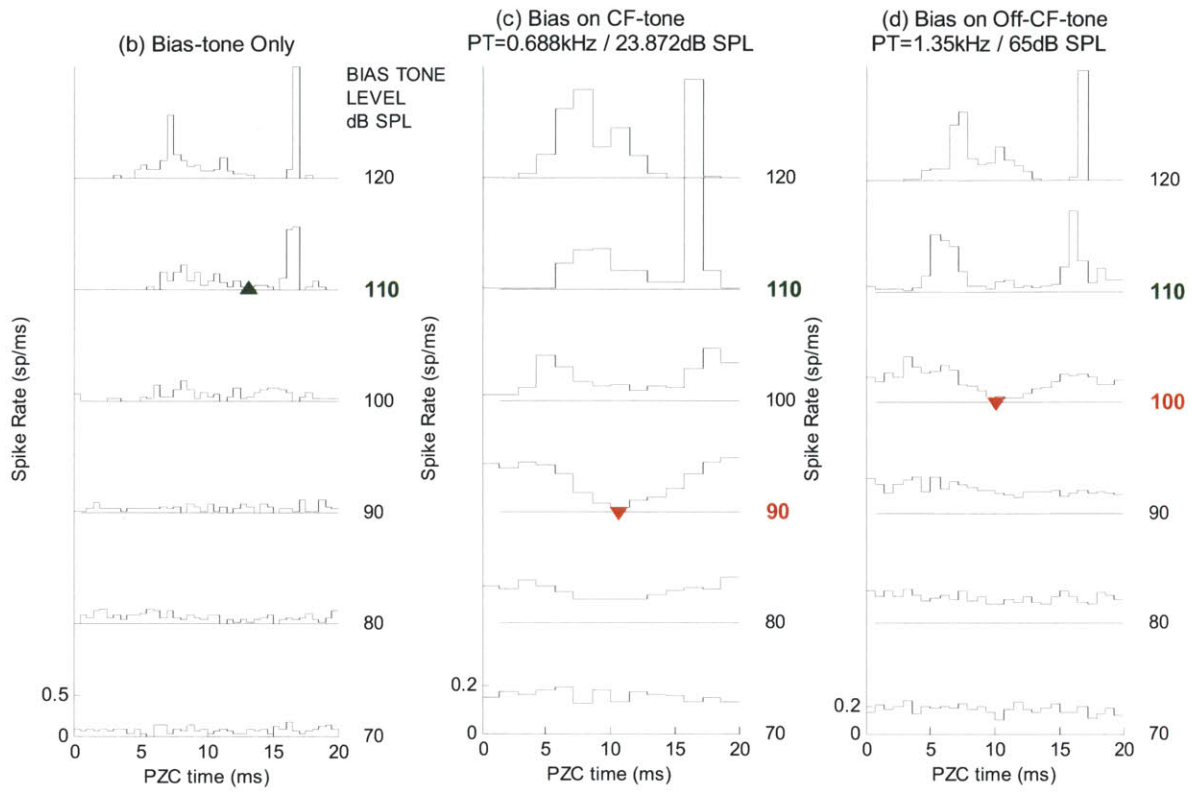 (b) Bias-tone Only
BIAS TONE
LEVEL
dB SPL
120
110
100
90
80
70
Spike Rate (sp/ms)
0.5
0
0 5 10 15 20
PZC time (ms)
(c) Bias on CF-tone
PT=0.688kHz / 23.872dB SPL
120
110
100
90
80
70
Spike Rate (sp/ms)
0.2
0
0 5 10 15 20
PZC time (ms)
(d) Bias on Off-CF-tone
PT=1.35kHz / 65dB SPL
120
110
100
90
80
70
Spike Rate (sp/ms)
0.2
0
0 5 10 15 20
PZC time (ms)